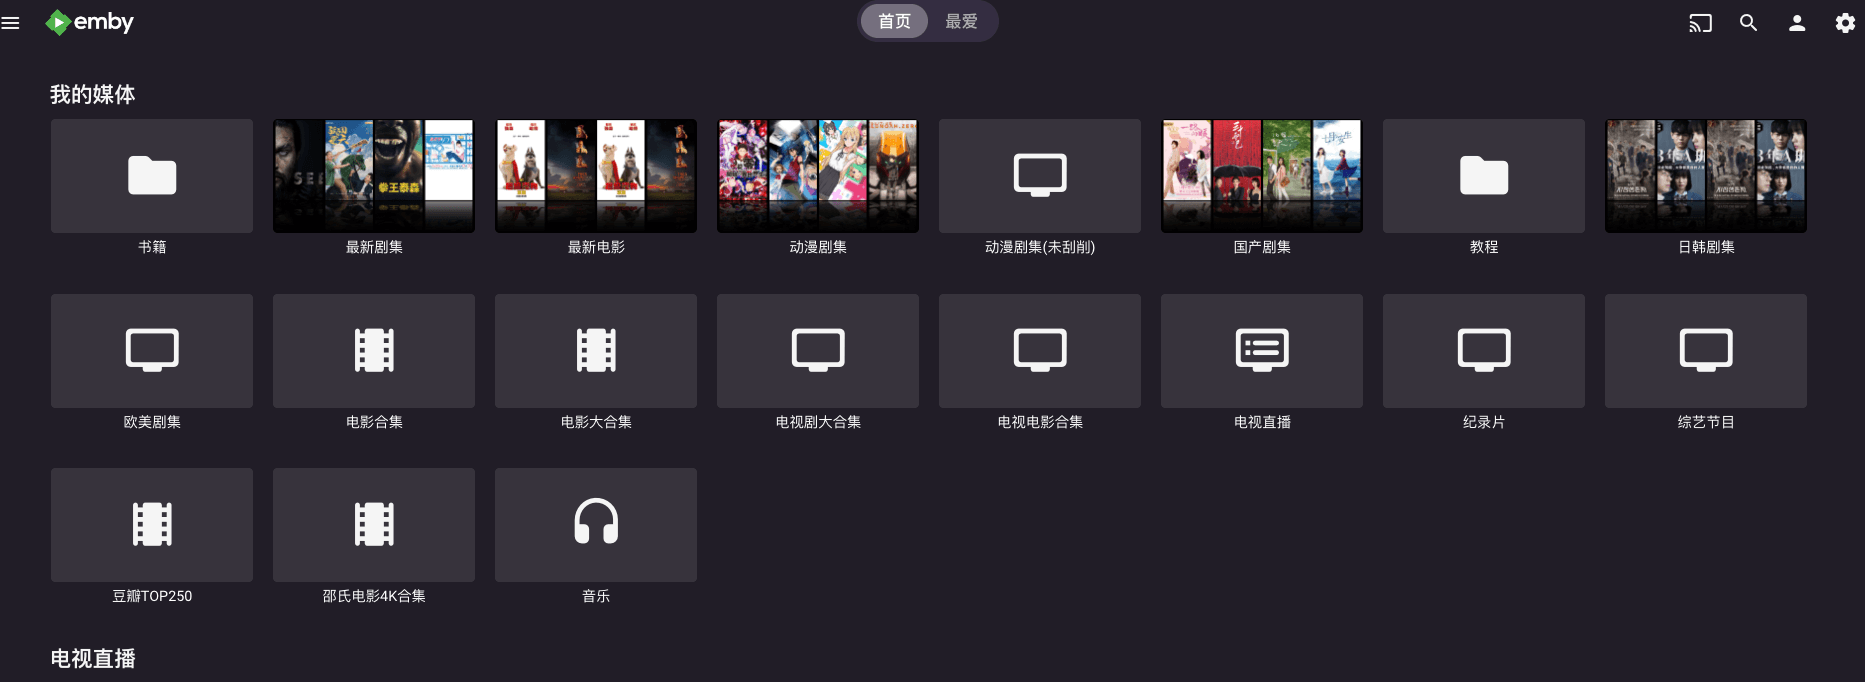 emby
首页
最爱
我的媒体
拳王泰森
书籍
最新剧集
最新电影
动漫剧集
动漫剧集(未刮削)
国产剧集
教程
日韩剧集
欧美剧集
电影合集
电影大合集
电视剧大合集
电视电影合集
电视直播
纪录片
综艺节目
豆瓣TOP250
邵氏电影4K合集
音乐
电视直播